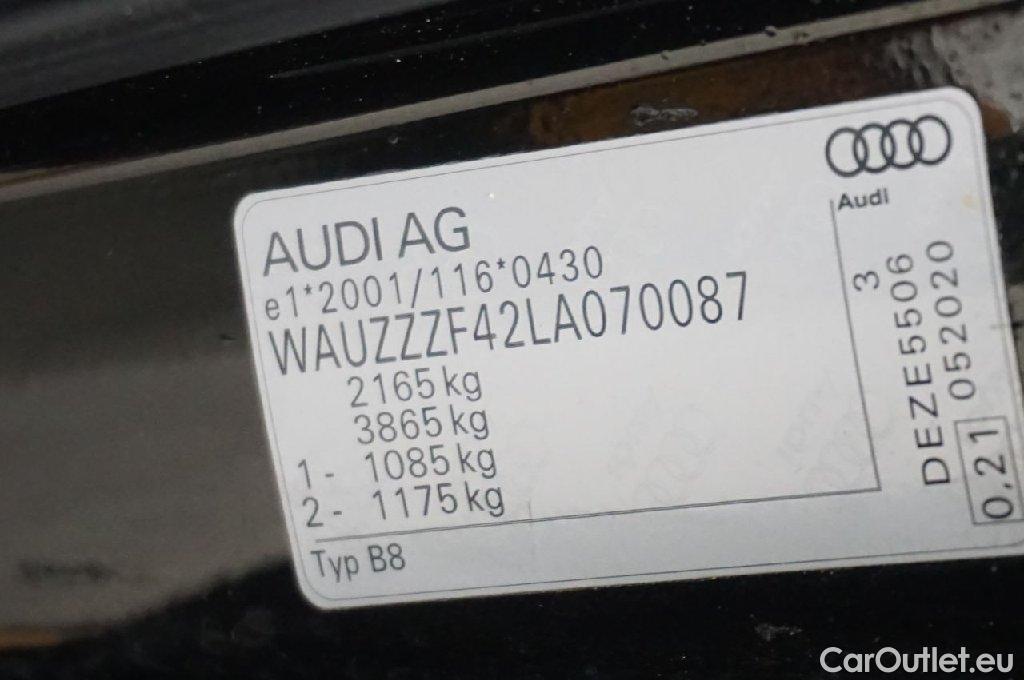 AUDI AG
e1*2001/116*0430
WAUZZZF42LA070087
2165 kg
3865 kg
1 - 1085 kg
2 - 1175 kg
Typ B8
Audi
3
DEZE5506
052020
0,21
CarOutlet.eu